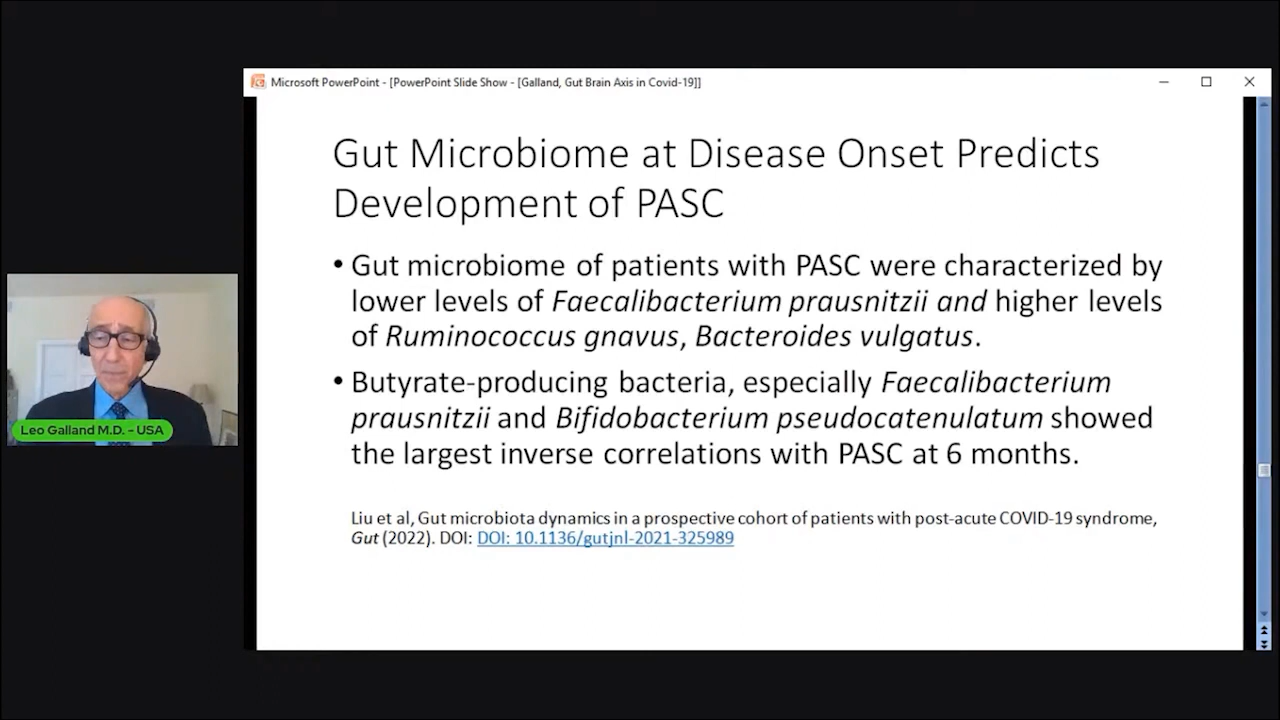 Microsoft PowerPoint - [PowerPoint Slide Show - [Galland, Gut Brain Axis in Covid-19]]
Gut Microbiome at Disease Onset Predicts
Development of PASC
• Gut microbiome of patients with PASC were characterized by
lower levels of Faecalibacterium prausnitzii and higher levels
of Ruminococcus gnavus, Bacteroides vulgatus.
• Butyrate-producing bacteria, especially Faecalibacterium
prausnitzii and Bifidobacterium pseudocatenulatum showed
the largest inverse correlations with PASC at 6 months.
Liu et al, Gut microbiota dynamics in a prospective cohort of patients with post-acute COVID-19 syndrome,
Gut (2022). DOI: DOI: 10.1136/gutjnl-2021-325989
Leo Galland M.D. - USA